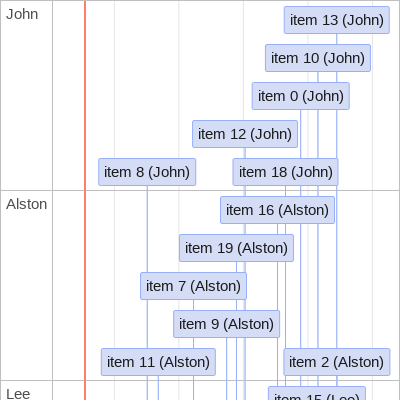 John
item 13 (John)
item 10 (John)
item 0 (John)
item 12 (John)
item 8 (John)
item 18 (John)
Alston
item 16 (Alston)
item 19 (Alston)
item 7 (Alston)
item 9 (Alston)
item 11 (Alston)
item 2 (Alston)
Lee
item 15 (Lee)